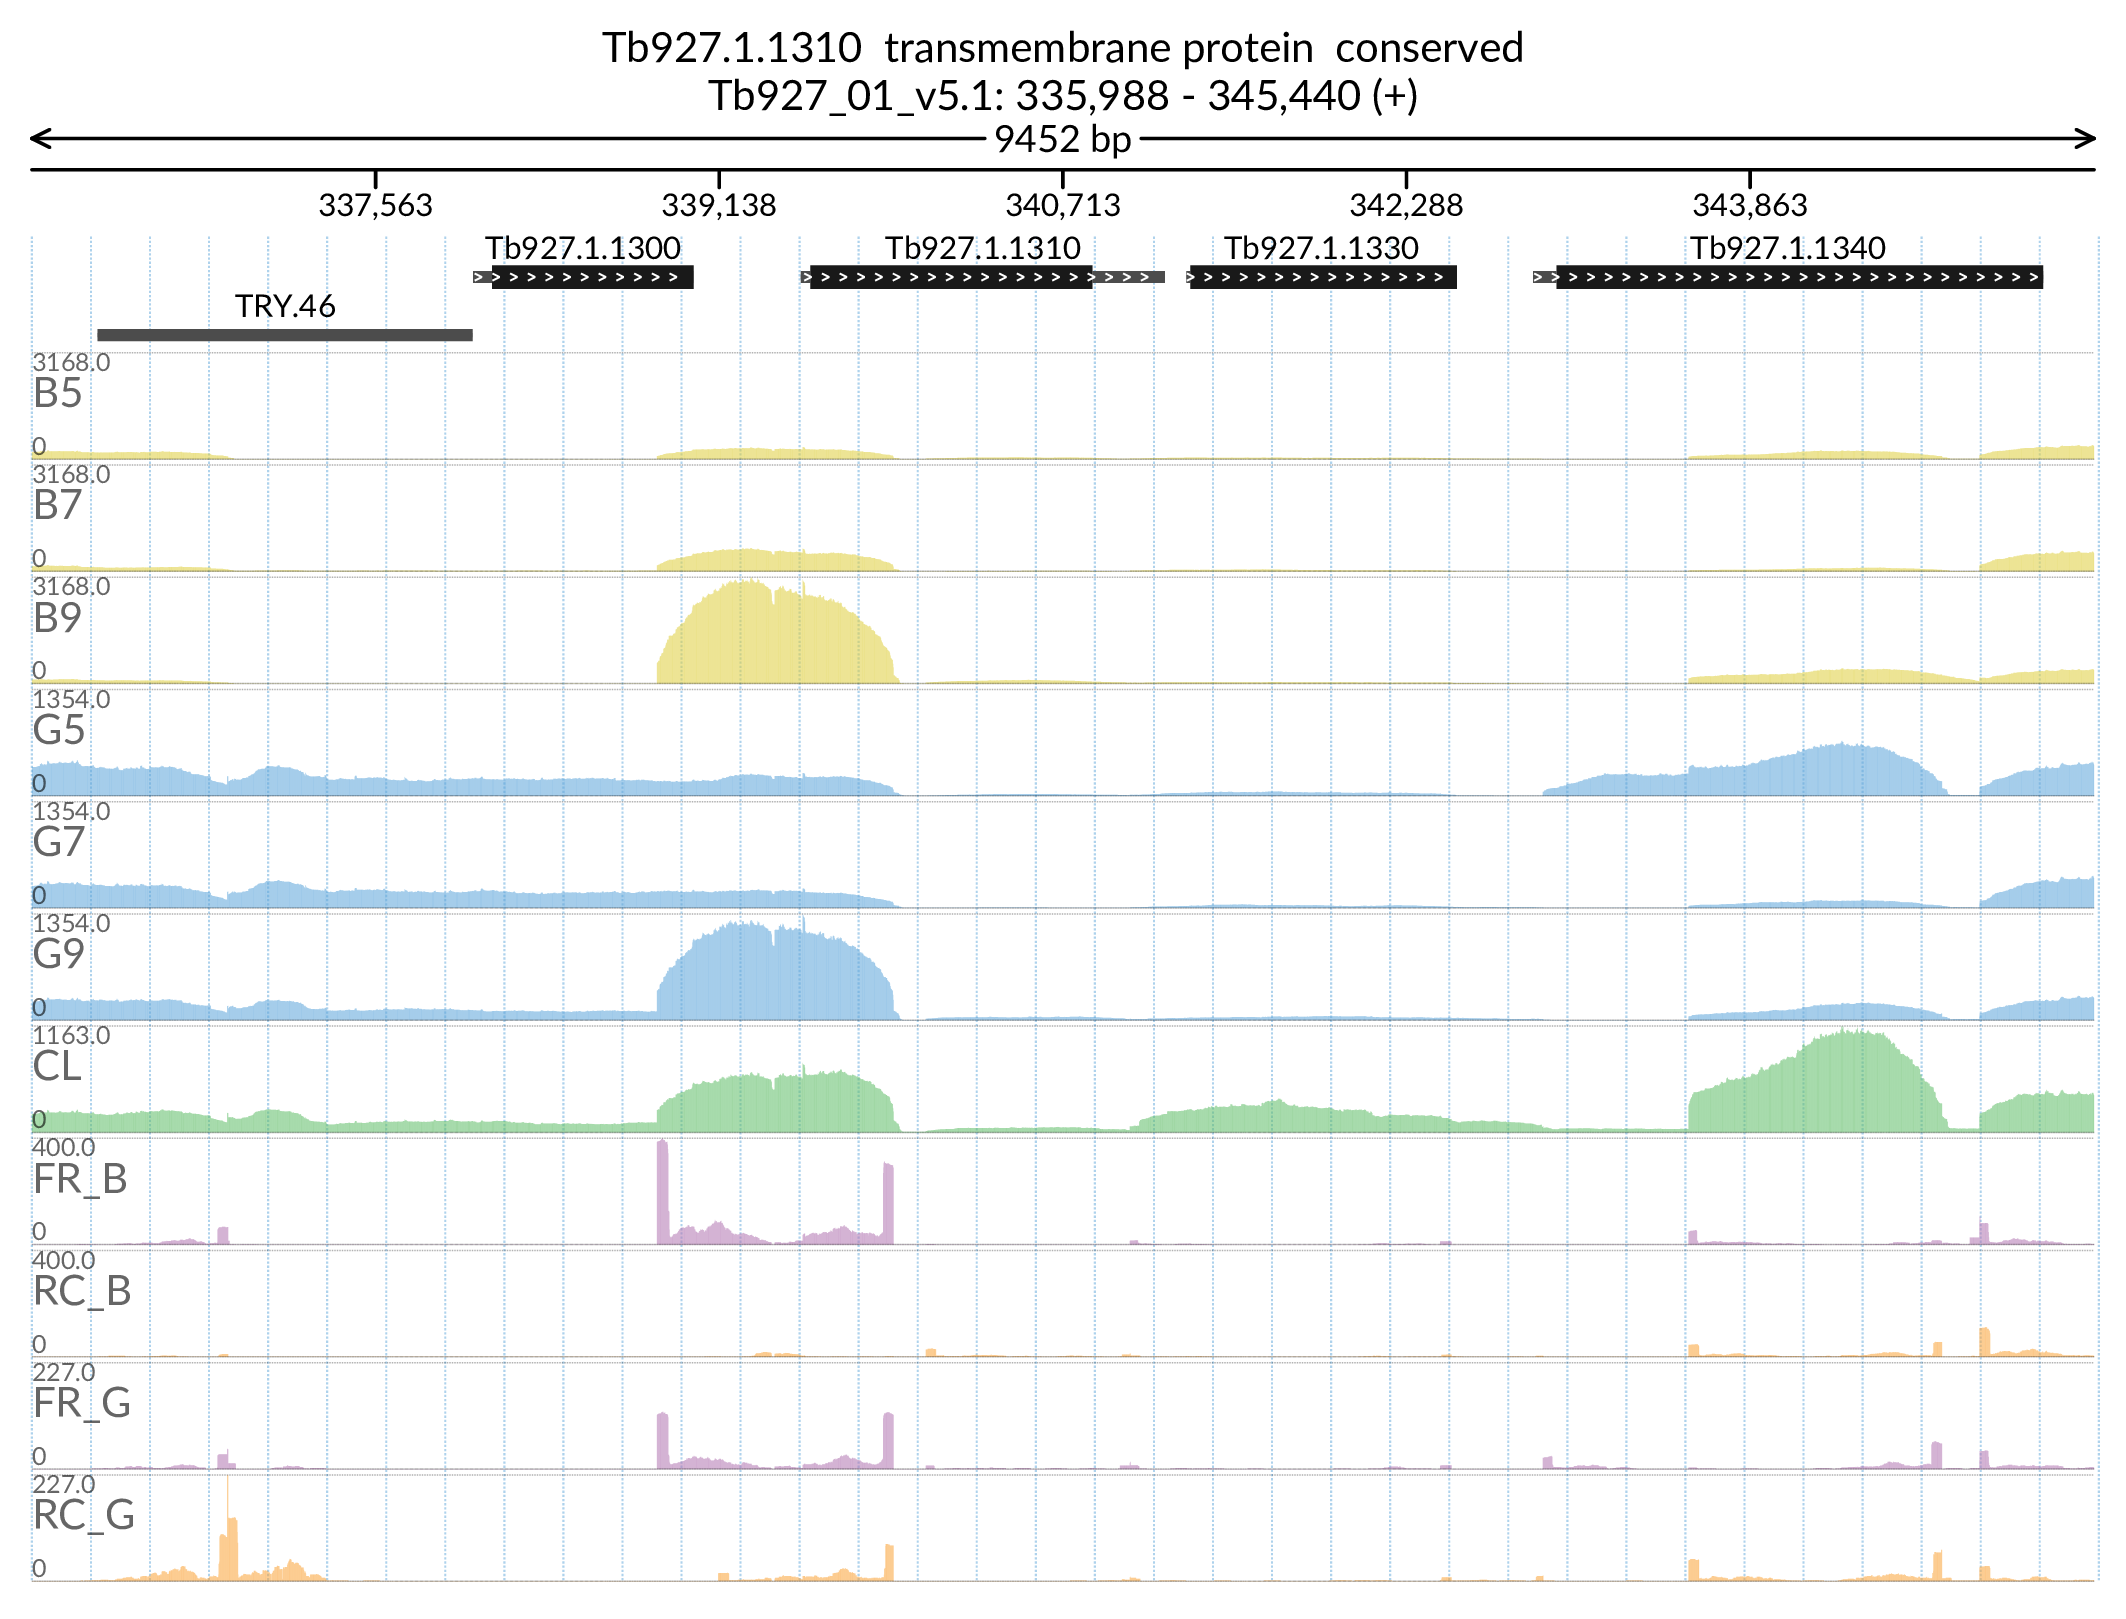 Tb927.1.1310 transmembrane protein conserved
Tb927_01_v5.1: 335,988 - 345,440 (+)
9452 bp
337,563 339,138 340,713 342,288 343,863
Tb927.1.1300 Tb927.1.1310 Tb927.1.1330 Tb927.1.1340
TRY.46
3168.0
B5
0
3168.0
B7
0
3168.0
B9
0
1354.0
G5
0
1354.0
G7
0
1354.0
G9
0
1163.0
CL
0
400.0
FR_B
0
400.0
RC_B
0
227.0
FR_G
0
227.0
RC_G
0